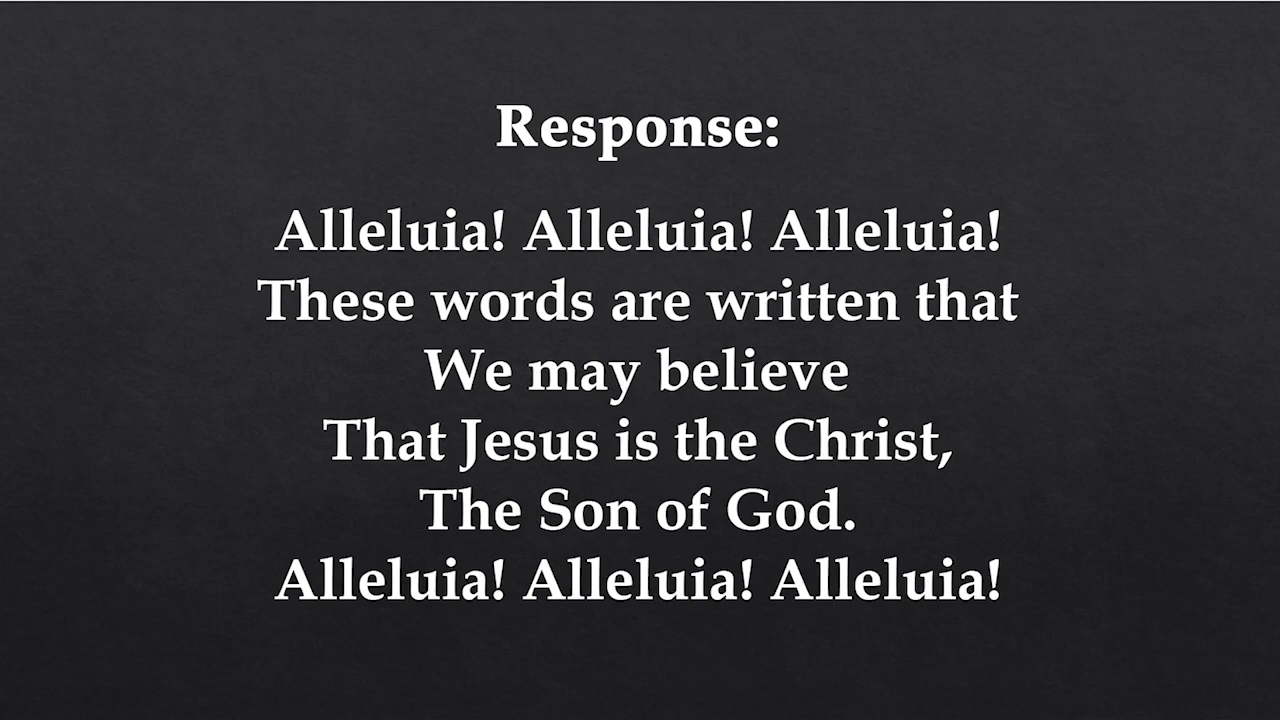 Response:
Alleluia! Alleluia! Alleluia!
These words are written that
We may believe
That Jesus is the Christ,
The Son of God.
Alleluia! Alleluia! Alleluia!